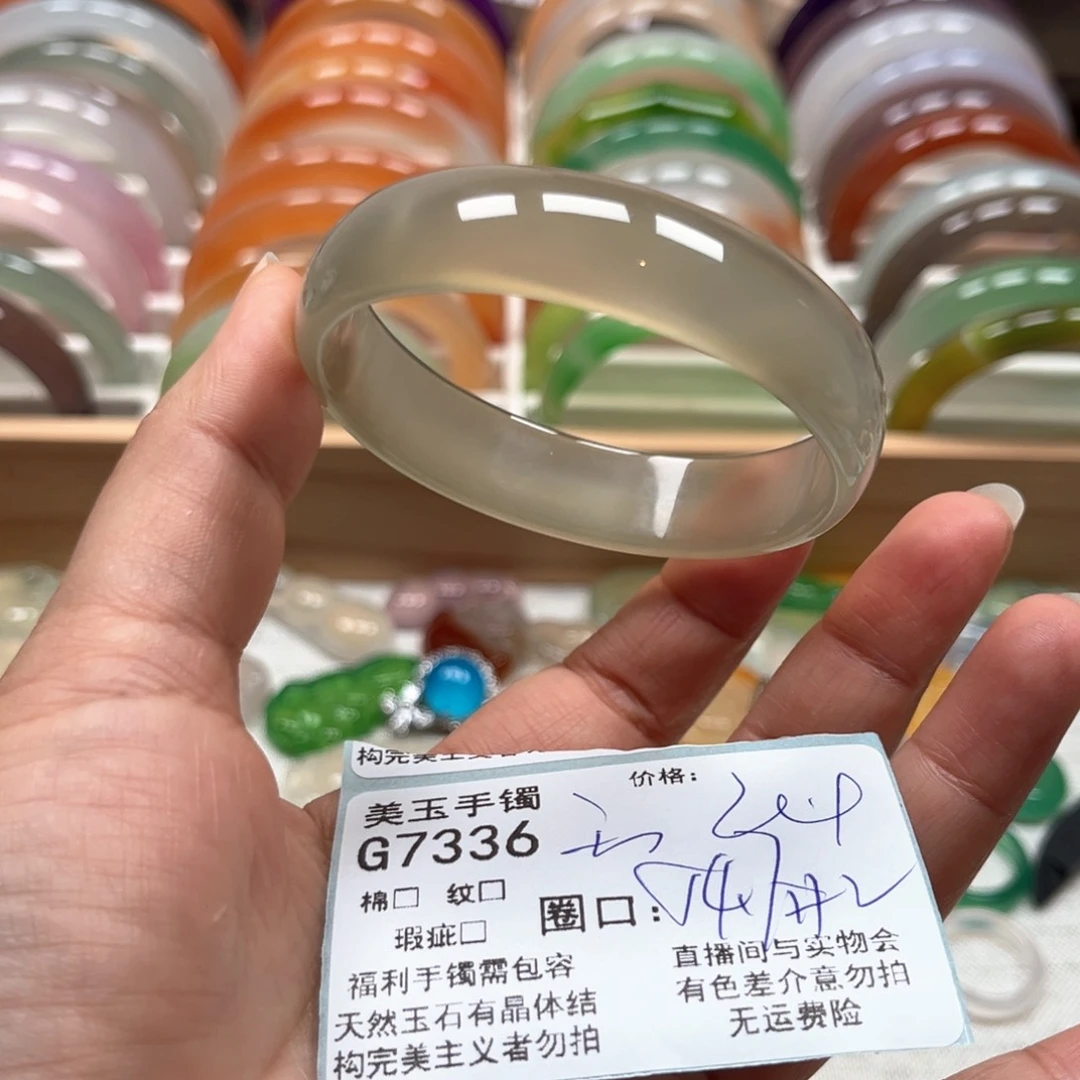 价格:
美玉手镯
G7336
棉□ 纹□
圈口:
瑕疵□
福利手镯需包容
天然玉石有晶体结
构完美主义者勿拍
直播间与实物会
有色差介意勿拍
无运费险